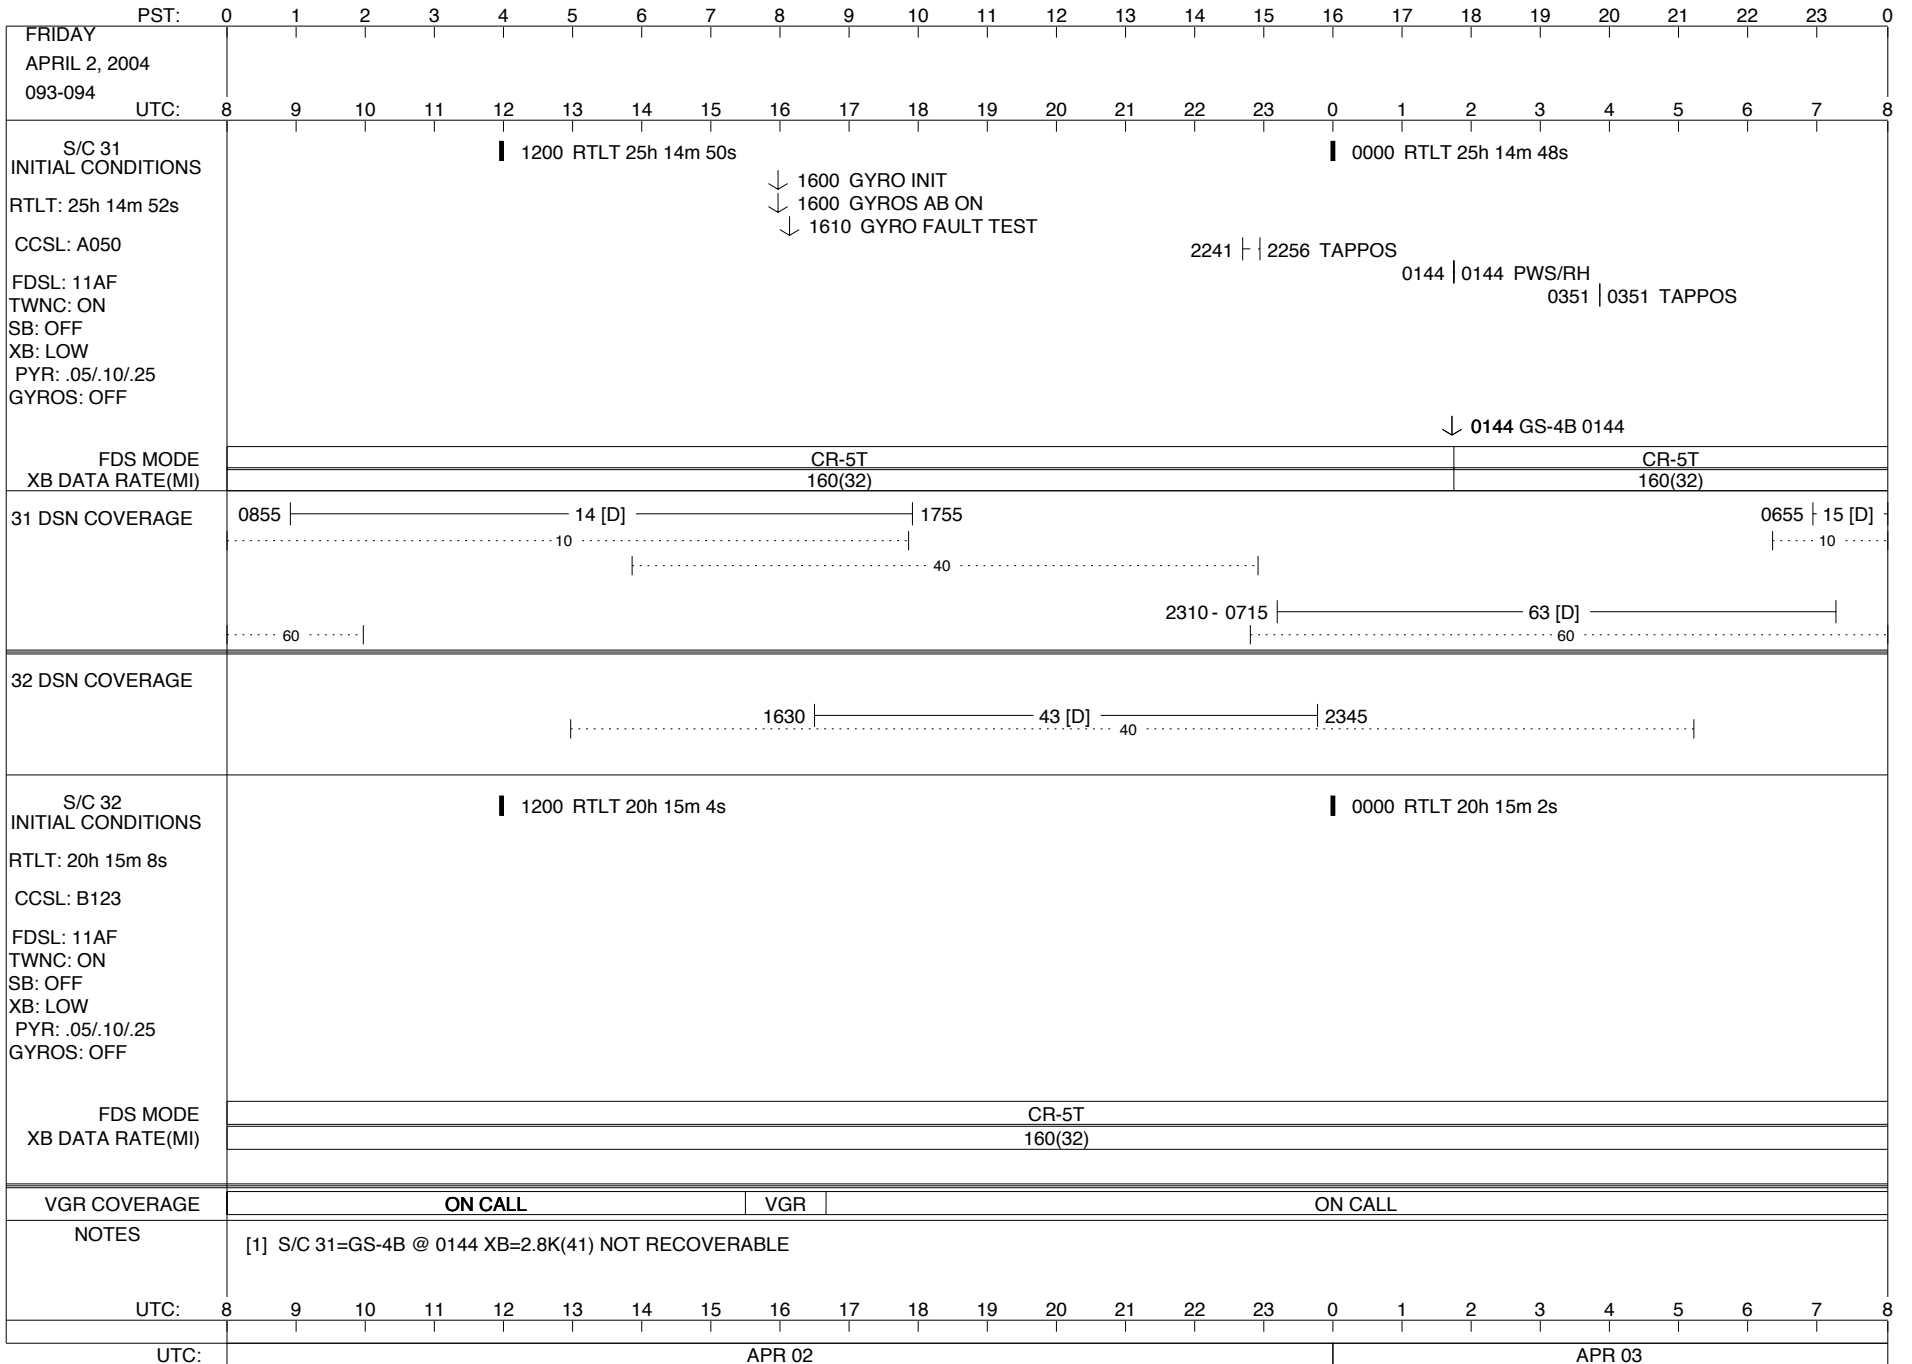 PST: 0 1 2 3 4 5 6 7 8 9 10 11 12 13 14 15 16 17 18 19 20 21 22 23 0
FRIDAY
APRIL 2, 2004
093-094
UTC: 8 9 10 11 12 13 14 15 16 17 18 19 20 21 22 23 0 1 2 3 4 5 6 7 8
S/C 31
INITIAL CONDITIONS
RTLT: 25h 14m 52s
CCSL: A050
FDSL: 11AF
TWNC: ON
SB: OFF
XB: LOW
PYR: .05/.10/.25
GYROS: OFF
1200 RTLT 25h 14m 50s
0000 RTLT 25h 14m 48s
1600 GYRO INIT
1600 GYROS AB ON
1610 GYRO FAULT TEST
2241 2256 TAPPOS
0144 0144 PWS/RH
0351 0351 TAPPOS
0144 GS-4B 0144
FDS MODE CR-5T CR-5T
XB DATA RATE(MI) 160(32) 160(32)
31 DSN COVERAGE 0855 14 [D] 1755 0655 15 [D]
10 10
40
2310 - 0715 63 [D]
60 60
32 DSN COVERAGE
1630 43 [D] 2345
40
S/C 32
INITIAL CONDITIONS
RTLT: 20h 15m 8s
CCSL: B123
FDSL: 11AF
TWNC: ON
SB: OFF
XB: LOW
PYR: .05/.10/.25
GYROS: OFF
1200 RTLT 20h 15m 4s
0000 RTLT 20h 15m 2s
FDS MODE CR-5T
XB DATA RATE(MI) 160(32)
VGR COVERAGE ON CALL VGR ON CALL
NOTES
[1] S/C 31=GS-4B @ 0144 XB=2.8K(41) NOT RECOVERABLE
UTC: 8 9 10 11 12 13 14 15 16 17 18 19 20 21 22 23 0 1 2 3 4 5 6 7 8
UTC: APR 02 APR 03